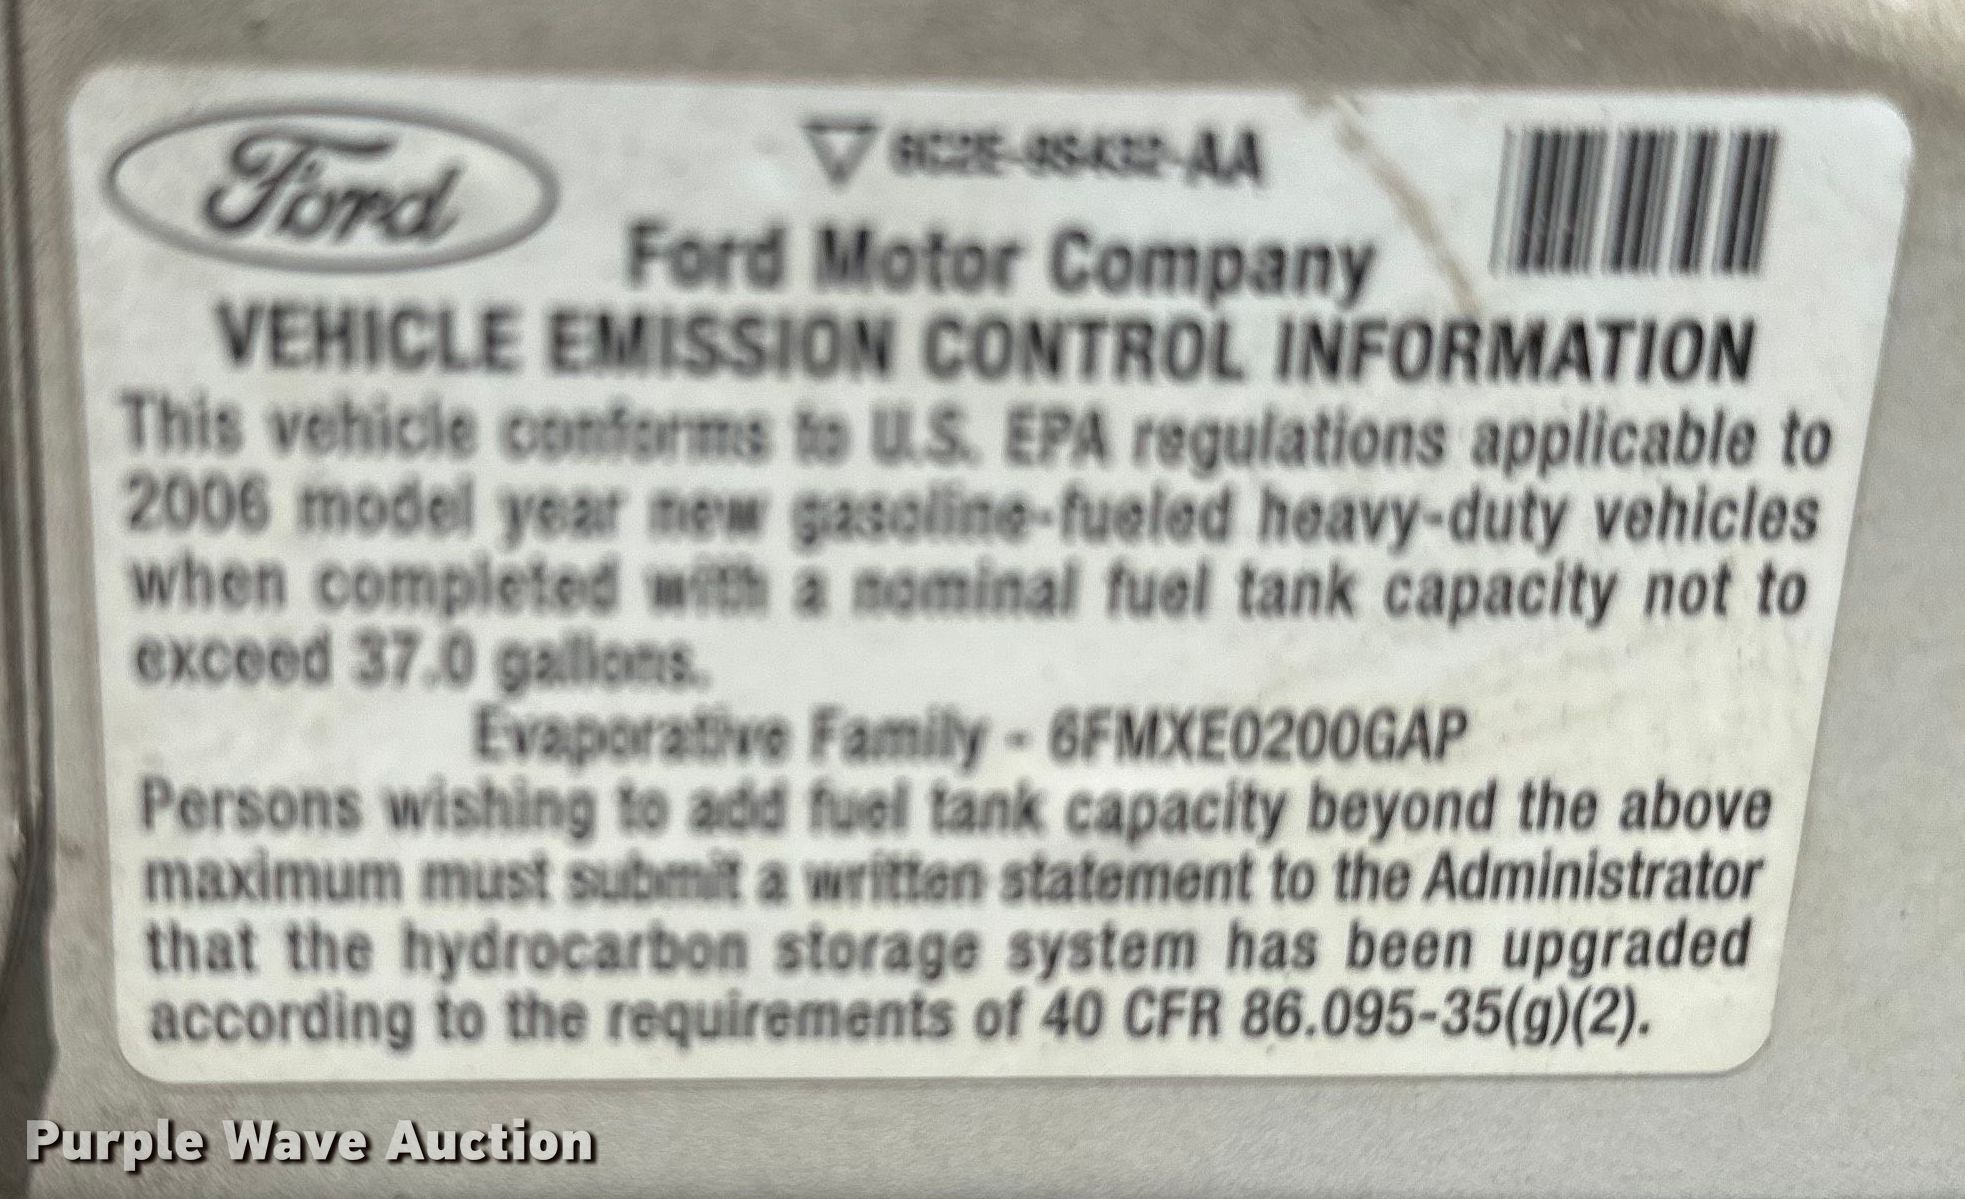 Ford
6C2E-9S432-AA
Ford Motor Company
VEHICLE EMISSION CONTROL INFORMATION
This vehicle conforms to U.S. EPA regulations applicable to
2006 model year new gasoline-fueled heavy-duty vehicles
when completed with a nominal fuel tank capacity not to
exceed 37.0 gallons.
Evaporative Family - 6FMXE0200GAP
Persons wishing to add fuel tank capacity beyond the above
maximum must submit a written statement to the Administrator
that the hydrocarbon storage system has been upgraded
according to the requirements of 40 CFR 86.095-35(g)(2).
Purple Wave Auction